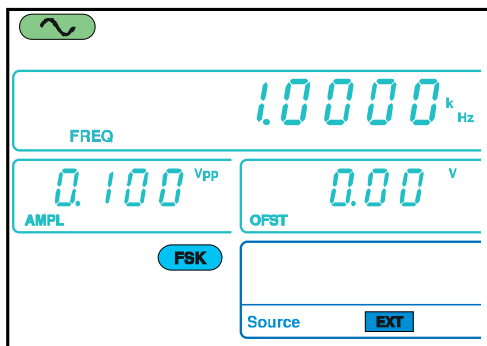 1.0000 k Hz
FREQ
0.100 Vpp
AMPL
0.00 V
OFST
FSK
Source EXT